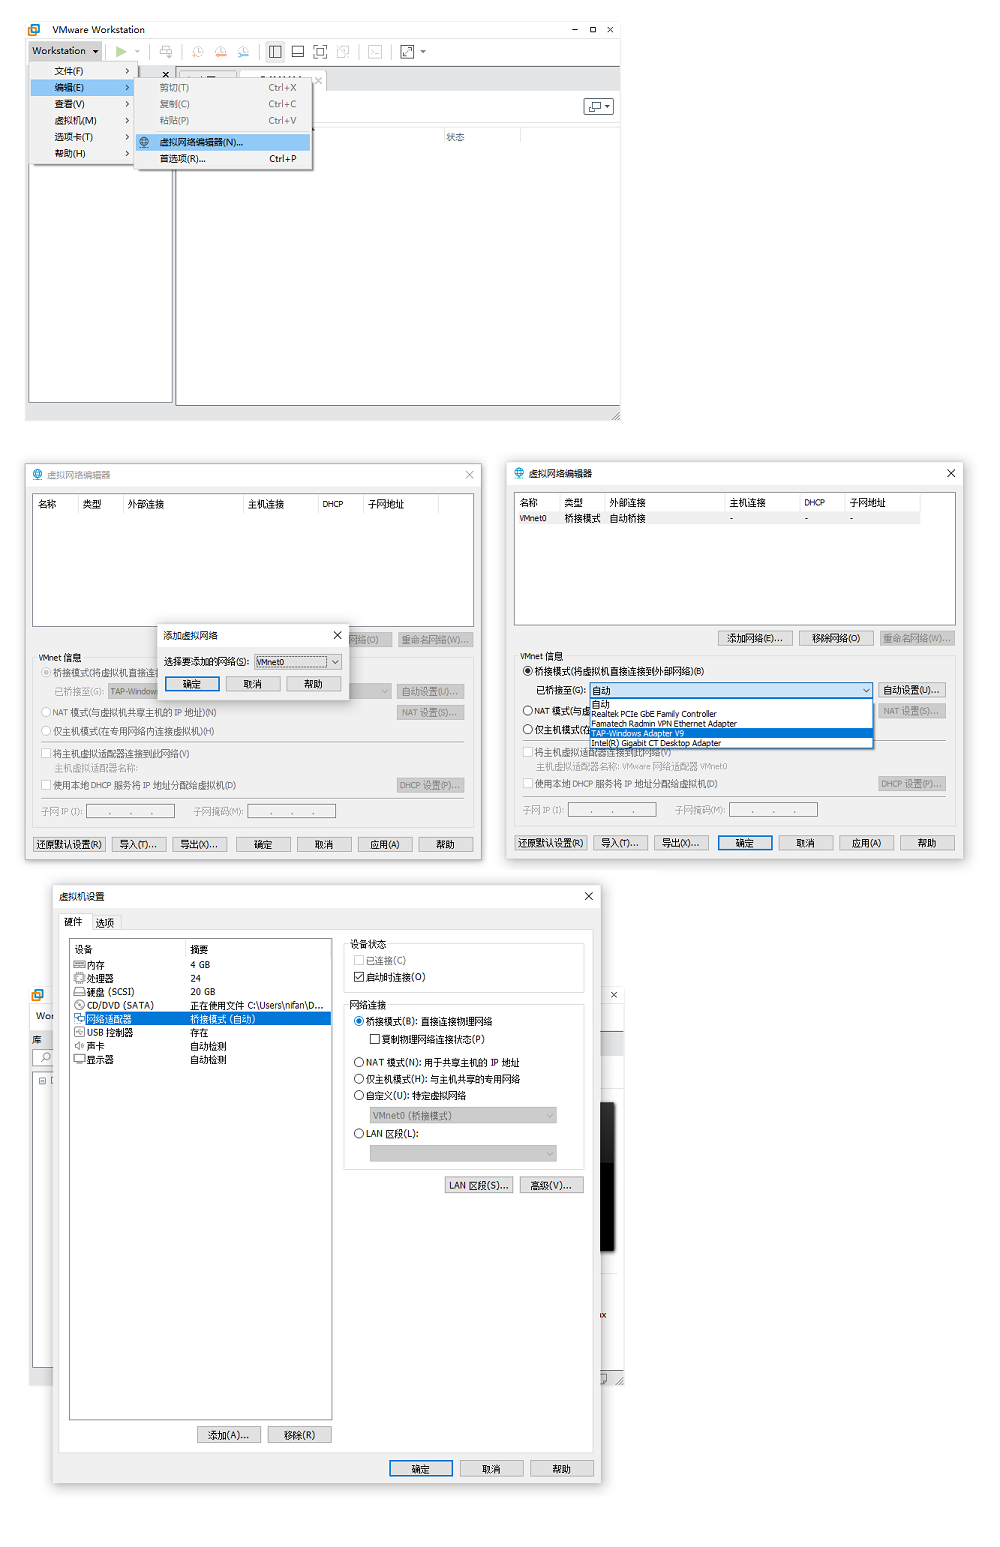 VMware Workstation
Workstation
文件(F)
编辑(E)
查看(V)
虚拟机(M)
选项卡(T)
帮助(H)
剪切(T) Ctrl+X
复制(C) Ctrl+C
粘贴(P) Ctrl+V
虚拟网络编辑器(N)...
首选项(R)... Ctrl+P
状态
虚拟网络编辑器
名称 类型 外部连接 主机连接 DHCP 子网地址
网络(O) 重命名网络(W)...
添加虚拟网络
选择要添加的网络(S): VMnet0
确定 取消 帮助
VMnet 信息
桥接模式(将虚拟机直接连接
已桥接至(G): TAP-Windows 自动设置(U)...
NAT 模式(与虚拟机共享主机的 IP 地址)(N) NAT 设置(S)...
仅主机模式(在专用网络内连接虚拟机)(H)
将主机虚拟适配器连接到此网络(V)
主机虚拟适配器名称:
使用本地 DHCP 服务将 IP 地址分配给虚拟机(D) DHCP 设置(P)...
子网 IP (I): . . . 子网掩码(M): . . .
还原默认设置(R) 导入(T)... 导出(X)... 确定 取消 应用(A) 帮助
虚拟网络编辑器
名称 类型 外部连接 主机连接 DHCP 子网地址
VMnet0 桥接模式 自动桥接 - - -
添加网络(E)... 移除网络(O) 重命名网络(W)...
VMnet 信息
桥接模式(将虚拟机直接连接到外部网络)(B)
已桥接至(G): 自动 自动设置(U)...
自动
Realtek PCIe GbE Family Controller
Famatech Radmin VPN Ethernet Adapter
TAP-Windows Adapter V9
Intel(R) Gigabit CT Desktop Adapter
NAT 模式(与虚 NAT 设置(S)...
仅主机模式(在
将主机虚拟适配器连接到此网络(V)
主机虚拟适配器名称: VMware 网络适配器 VMnet0
使用本地 DHCP 服务将 IP 地址分配给虚拟机(D) DHCP 设置(P)...
子网 IP (I): . . . 子网掩码(M): . . .
还原默认设置(R) 导入(T)... 导出(X)... 确定 取消 应用(A) 帮助
虚拟机设置
硬件 选项
设备 摘要
内存 4 GB
处理器 24
硬盘 (SCSI) 20 GB
CD/DVD (SATA) 正在使用文件 C:\Users\nifan\D...
网络适配器 桥接模式 (自动)
USB 控制器 存在
声卡 自动检测
显示器 自动检测
设备状态
已连接(C)
启动时连接(O)
网络连接
桥接模式(B): 直接连接物理网络
复制物理网络连接状态(P)
NAT 模式(N): 用于共享主机的 IP 地址
仅主机模式(H): 与主机共享的专用网络
自定义(U): 特定虚拟网络
VMnet0 (桥接模式)
LAN 区段(L):
LAN 区段(S)... 高级(V)...
添加(A)... 移除(R)
确定 取消 帮助
Wor
库